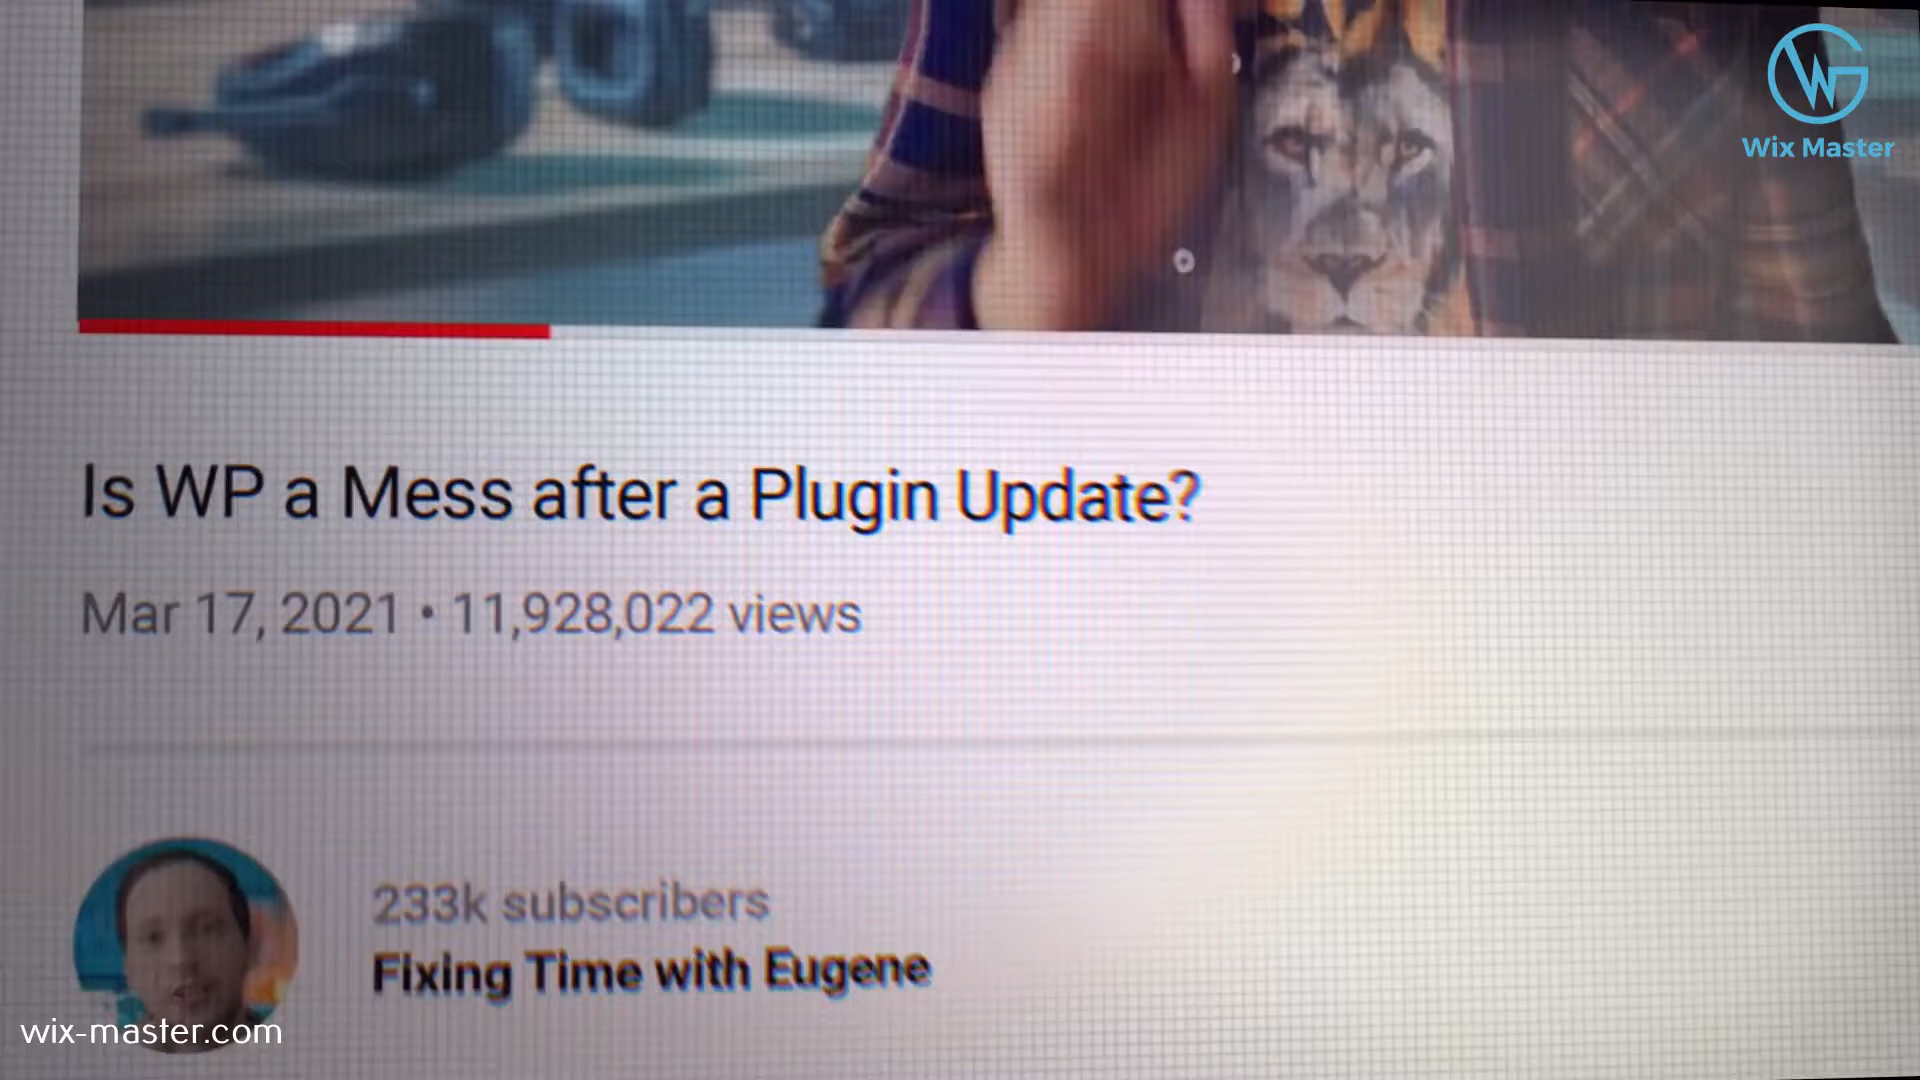 Wix Master
Is WP a Mess after a Plugin Update?
Mar 17, 2021 • 11,928,022 views
233k subscribers
Fixing Time with Eugene
wix-master.com